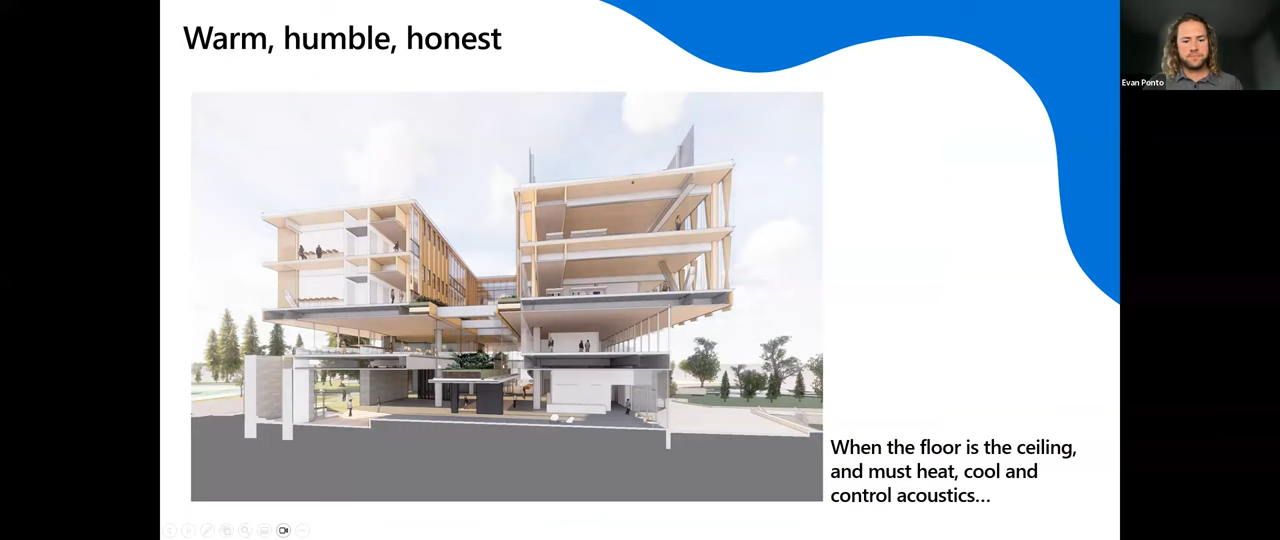 Warm, humble, honest
Evan Ponto
When the floor is the ceiling,
and must heat, cool and
control acoustics...